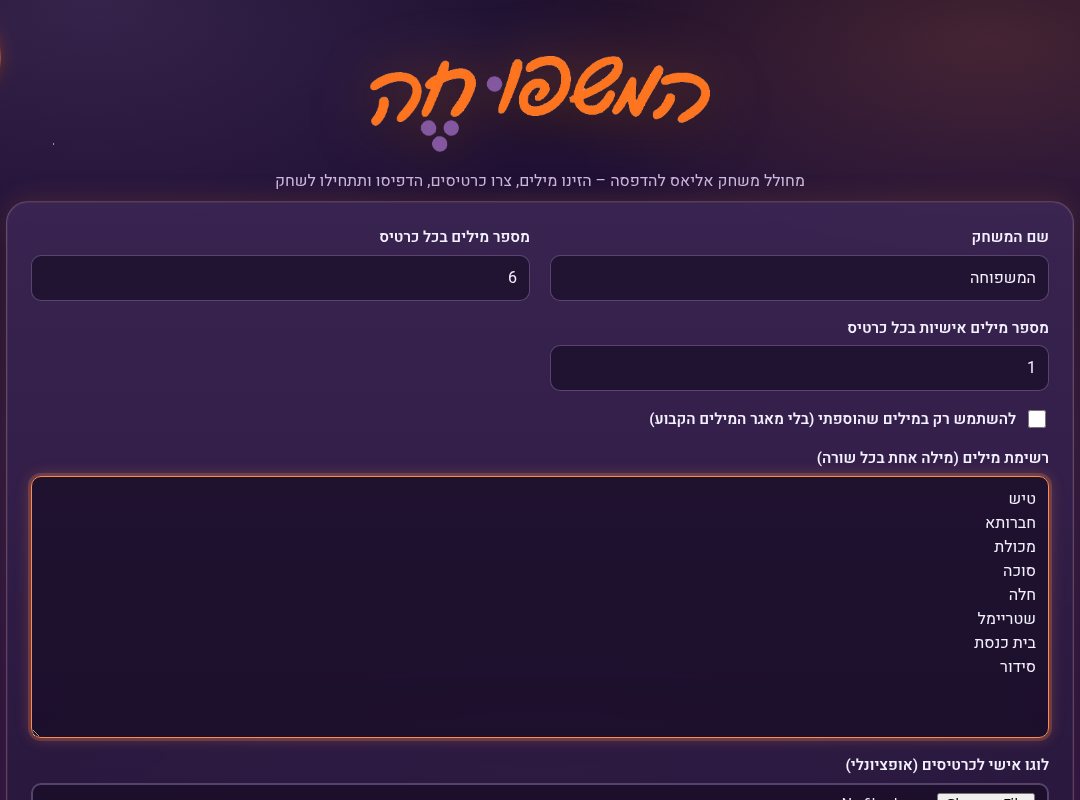 המשפוחה
מחולל משחק אליאס להדפסה – הזינו מילים, צרו כרטיסים, הדפיסו ותתחילו לשחק
שם המשחק
המשפוחה
מספר מילים בכל כרטיס
6
מספר מילים אישיות בכל כרטיס
1
להשתמש רק במילים שהוספתי (בלי מאגר המילים הקבוע)
רשימת מילים (מילה אחת בכל שורה)
טיש
חברותא
מכולת
סוכה
חלה
שטריימל
בית כנסת
סידור
לוגו אישי לכרטיסים (אופציונלי)